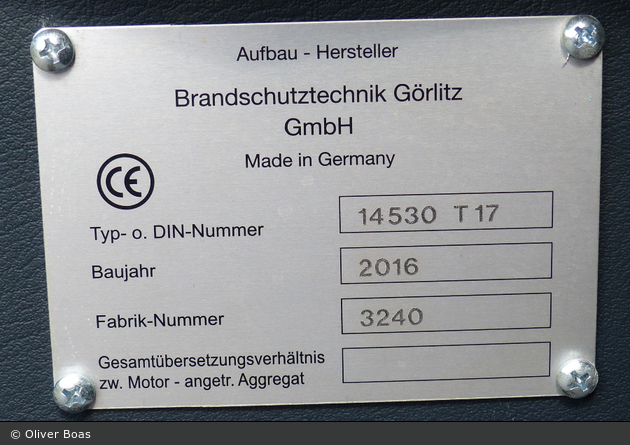 Aufbau - Hersteller
Brandschutztechnik Görlitz
GmbH
Made in Germany
CE
Typ- o. DIN-Nummer 14530 T17
Baujahr 2016
Fabrik-Nummer 3240
Gesamtübersetzungsverhältnis
zw. Motor - angetr. Aggregat
© Oliver Boas